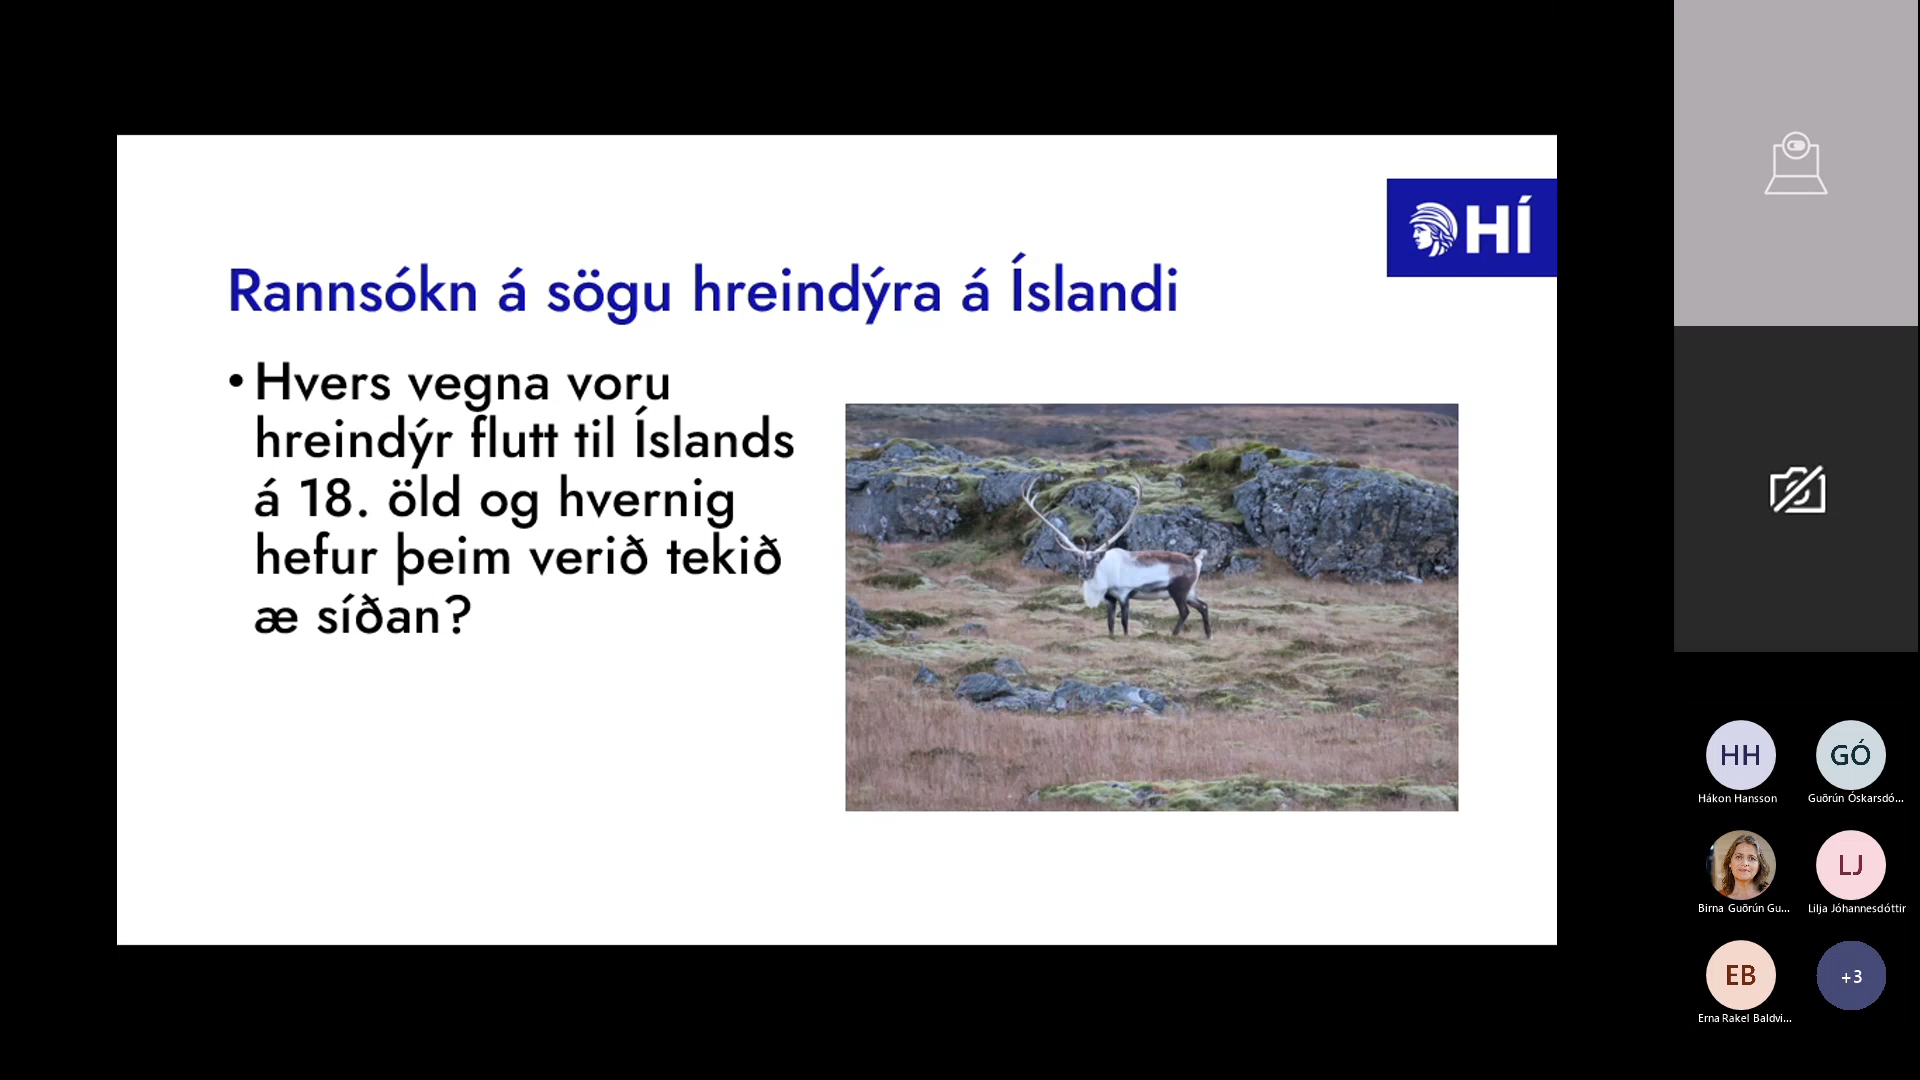 HÍ
Rannsókn á sögu hreindýra á Íslandi
• Hvers vegna voru
hreindýr flutt til Íslands
á 18. öld og hvernig
hefur þeim verið tekið
æ síðan?
HH
GÓ
Hákon Hansson
Guðrún Óskarsdó...
LJ
Birna Guðrún Gu...
Lilja Jóhannesdóttir
EB
+3
Erna Rakel Baldvi...